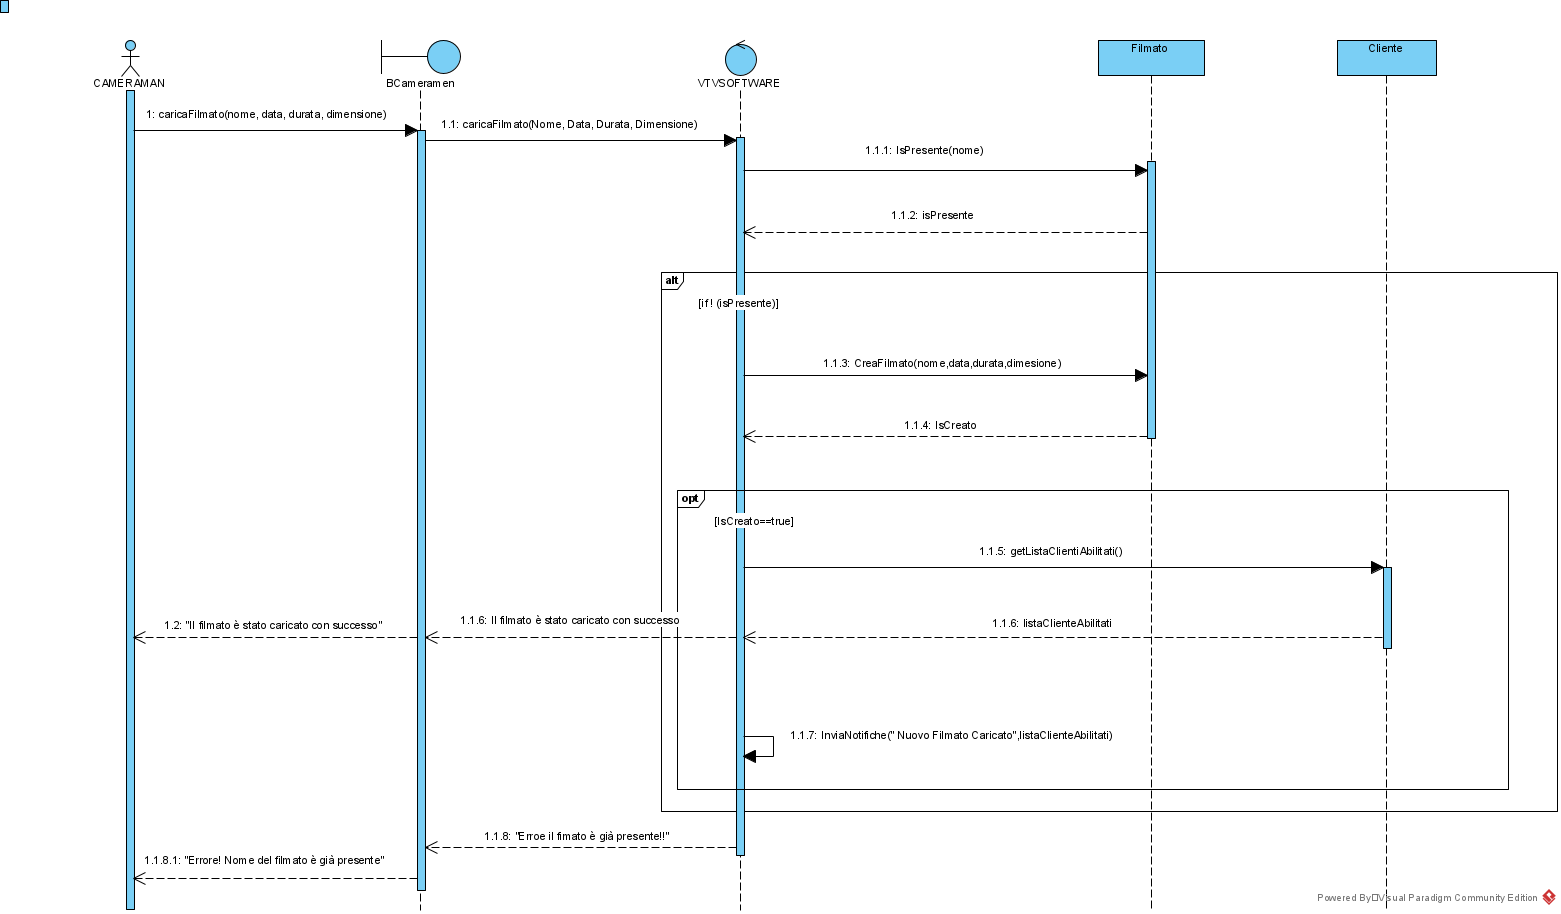 CAMERAMAN
BCameramen
VTVSOFTWARE
Filmato
Cliente
1: caricaFilmato(nome, data, durata, dimensione)
1.1: caricaFilmato(Nome, Data, Durata, Dimensione)
1.1.1: IsPresente(nome)
1.1.2: isPresente
alt
[if! (isPresente)]
1.1.3: CreaFilmato(nome,data,durata,dimesione)
1.1.4: IsCreato
opt
[IsCreato==true]
1.1.5: getListaClientiAbilitati()
1.2: "Il filmato è stato caricato con successo"
1.1.6: Il filmato è stato caricato con successo
1.1.6: listaClienteAbilitati
1.1.7: InviaNotifiche(" Nuovo Filmato Caricato",listaClienteAbilitati)
1.1.8: "Erroe il fimato è già presente!!"
1.1.8.1: "Errore! Nome del filmato è già presente"
Powered By Visual Paradigm Community Edition